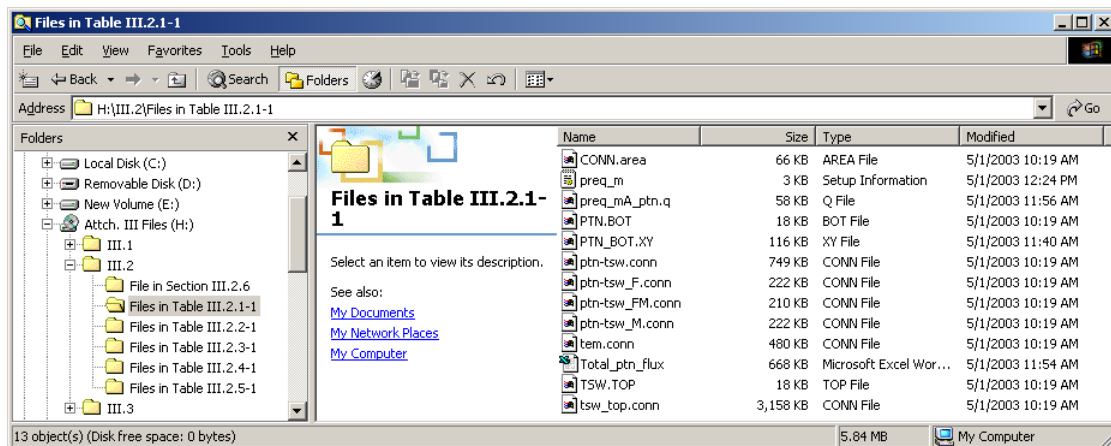 Files in Table III.2.1-1
File Edit View Favorites Tools Help
Back Search Folders
Address H:\III.2\Files in Table III.2.1-1 Go
Folders
Local Disk (C:)
Removable Disk (D:)
New Volume (E:)
Attch. III Files (H:)
III.1
III.2
File in Section III.2.6
Files in Table III.2.1-1
Files in Table III.2.2-1
Files in Table III.2.3-1
Files in Table III.2.4-1
Files in Table III.2.5-1
III.3
Files in Table III.2.1-
1
Select an item to view its description.
See also:
My Documents
My Network Places
My Computer
Name Size Type Modified
CONN.area 66 KB AREA File 5/1/2003 10:19 AM
preq_m 3 KB Setup Information 5/1/2003 12:24 PM
preq_mA_ptn.q 58 KB Q File 5/1/2003 11:56 AM
PTN.BOT 18 KB BOT File 5/1/2003 10:19 AM
PTN_BOT.XY 116 KB XY File 5/1/2003 11:40 AM
ptn-tsw.conn 749 KB CONN File 5/1/2003 10:19 AM
ptn-tsw_F.conn 222 KB CONN File 5/1/2003 10:19 AM
ptn-tsw_FM.conn 210 KB CONN File 5/1/2003 10:19 AM
ptn-tsw_M.conn 222 KB CONN File 5/1/2003 10:19 AM
tem.conn 480 KB CONN File 5/1/2003 10:19 AM
Total_ptn_flux 668 KB Microsoft Excel Wor... 5/1/2003 11:54 AM
TSW.TOP 18 KB TOP File 5/1/2003 10:19 AM
tsw_top.conn 3,158 KB CONN File 5/1/2003 10:19 AM
13 object(s) (Disk free space: 0 bytes) 5.84 MB My Computer